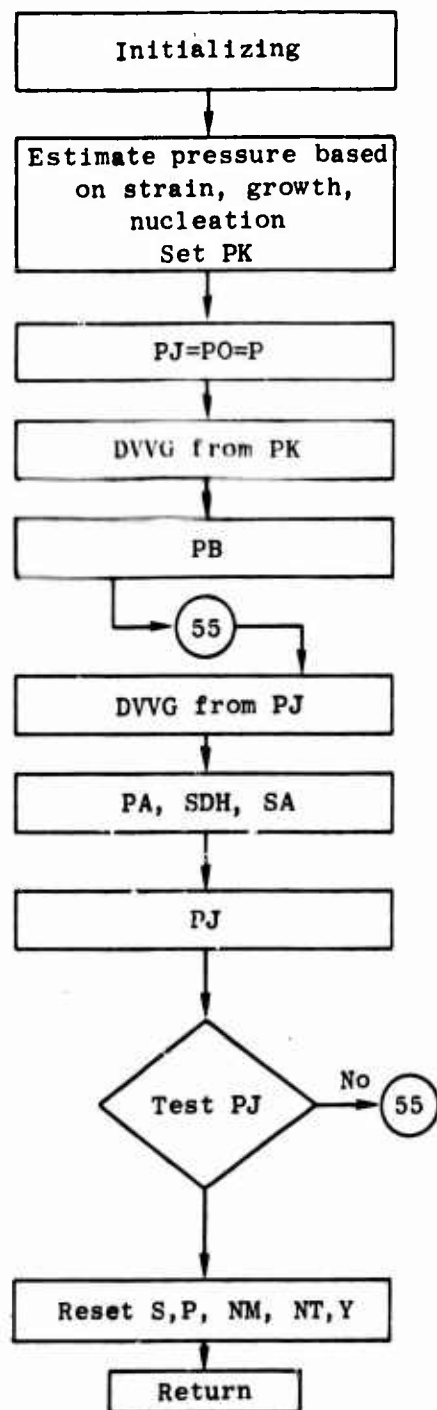 Initializing
Estimate pressure based
on strain, growth,
nucleation
Set PK
PJ=PO=P
DVVG from PK
PB
55
DVVG from PJ
PA, SDH, SA
PJ
Test PJ
No
55
Reset S,P, NM, NT,Y
Return